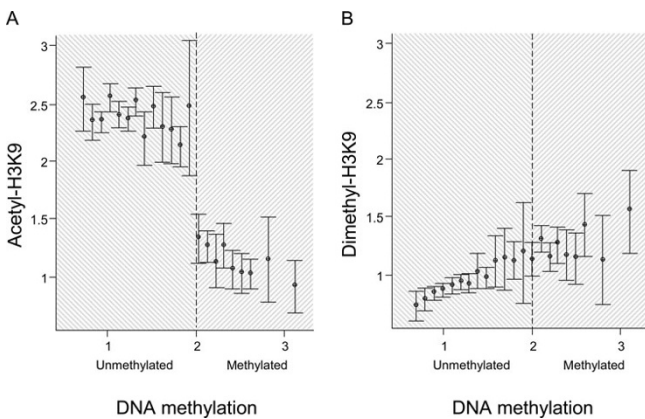 A
Acetyl-H3K9
3
2.5
2
1.5
1
1
2
3
Unmethylated
Methylated
DNA methylation
B
Dimethyl-H3K9
3
2.5
2
1.5
1
1
2
3
Unmethylated
Methylated
DNA methylation